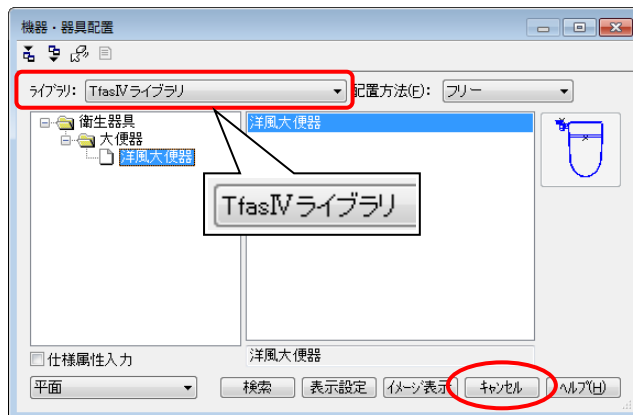 機器・器具配置
ライブラリ: TfasⅣライブラリ 配置方法(F): フリー
衛生器具
大便器
洋風大便器
洋風大便器
TfasⅣライブラリ
仕様属性入力
洋風大便器
平面 検索 表示設定 イメージ表示 キャンセル ヘルプ(H)